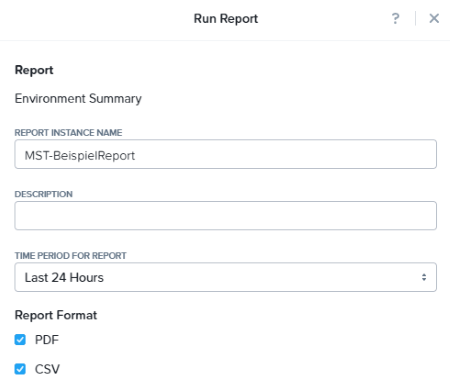 Run Report
?
Report
Environment Summary
REPORT INSTANCE NAME
MST-BeispielReport
DESCRIPTION
TIME PERIOD FOR REPORT
Last 24 Hours
Report Format
PDF
CSV